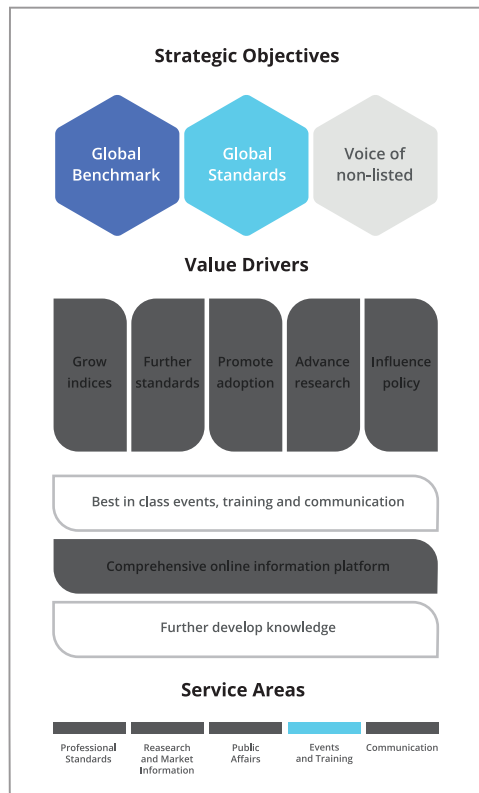 Strategic Objectives
Global
Benchmark
Global
Standards
Voice of
non-listed
Value Drivers
Grow
indices
Further
standards
Promote
adoption
Advance
research
Influence
policy
Best in class events, training and communication
Comprehensive online information platform
Further develop knowledge
Service Areas
Professional
Standards
Reasearch
and Market
Information
Public
Affairs
Events
and Training
Communication